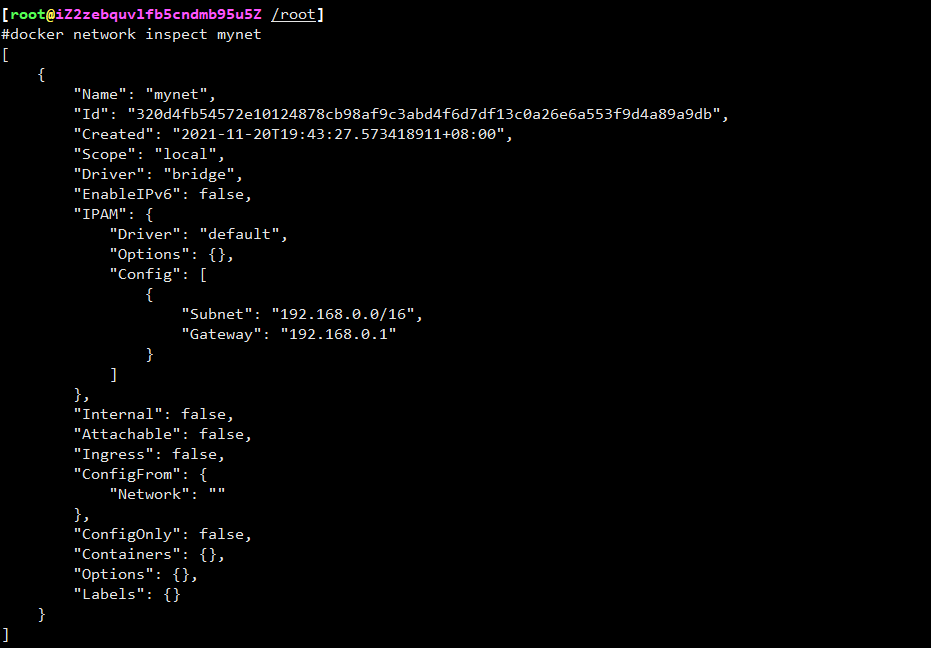 [root@iZ2zebquvlfb5cndmb95u5Z /root]
#docker network inspect mynet
[
    {
        "Name": "mynet",
        "Id": "320d4fb54572e10124878cb98af9c3abd4f6d7df13c0a26e6a553f9d4a89a9db",
        "Created": "2021-11-20T19:43:27.573418911+08:00",
        "Scope": "local",
        "Driver": "bridge",
        "EnableIPv6": false,
        "IPAM": {
            "Driver": "default",
            "Options": {},
            "Config": [
                {
                    "Subnet": "192.168.0.0/16",
                    "Gateway": "192.168.0.1"
                }
            ]
        },
        "Internal": false,
        "Attachable": false,
        "Ingress": false,
        "ConfigFrom": {
            "Network": ""
        },
        "ConfigOnly": false,
        "Containers": {},
        "Options": {},
        "Labels": {}
    }
]